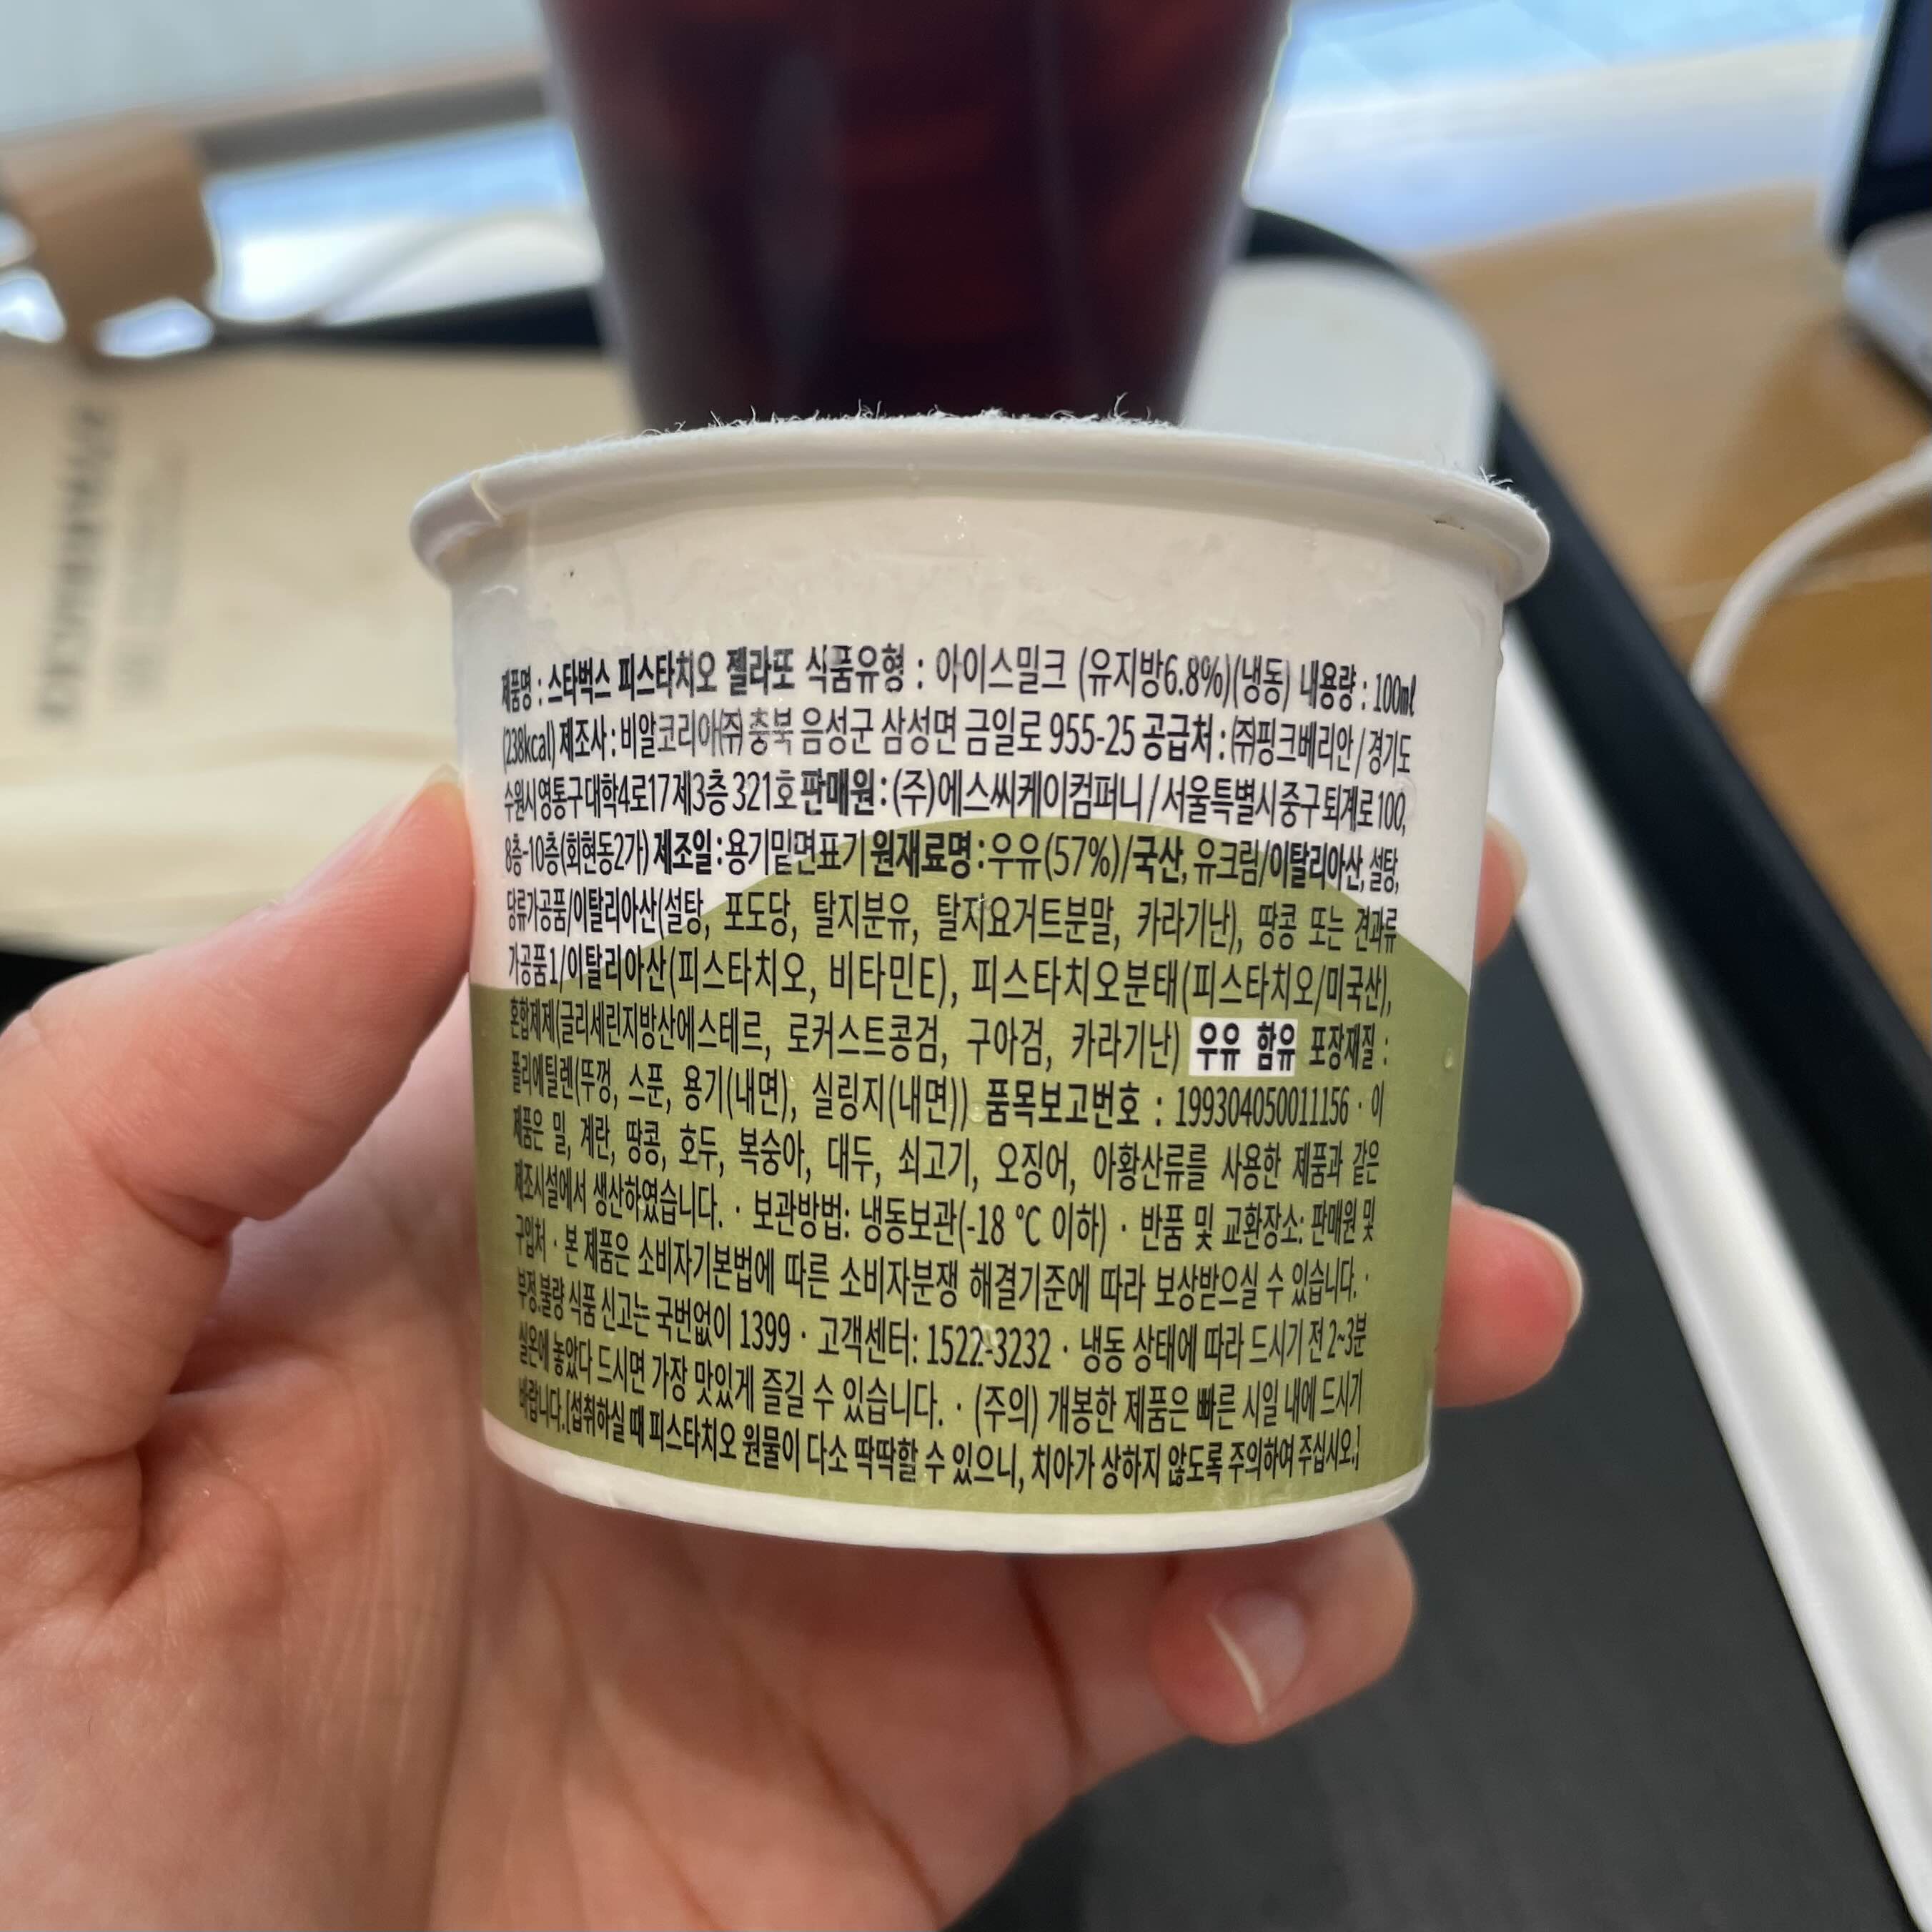 제품명 : 스타벅스 피스타치오 젤라또 식품유형 : 아이스밀크 (유지방6.8%)(냉동) 내용량 : 100㎖
(238kcal) 제조사 : 비알코리아㈜ 충북 음성군 삼성면 금일로 955-25 공급처 : ㈜핑크베리안 / 경기도
수원시 영통구 대학4로17 제3층 321호 판매원 : (주)에스씨케이컴퍼니 / 서울특별시 중구 퇴계로 100,
8층-10층(회현동2가) 제조일 : 용기밑면표기 원재료명 : 우유(57%)/국산, 유크림/이탈리아산, 설탕,
당류가공품/이탈리아산(설탕, 포도당, 탈지분유, 탈지요거트분말, 카라기난), 땅콩 또는 견과류
가공품1/이탈리아산(피스타치오, 비타민E), 피스타치오분태(피스타치오/미국산),
혼합제제(글리세린지방산에스테르, 로커스트콩검, 구아검, 카라기난) 우유 함유 포장재질 :
폴리에틸렌(뚜껑, 스푼, 용기(내면), 실링지(내면)) 품목보고번호 : 199304050011156 · 이
제품은 밀, 계란, 땅콩, 호두, 복숭아, 대두, 쇠고기, 오징어, 아황산류를 사용한 제품과 같은
제조시설에서 생산하였습니다. · 보관방법: 냉동보관(-18 ℃ 이하) · 반품 및 교환장소: 판매원 및
구입처 · 본 제품은 소비자기본법에 따른 소비자분쟁 해결기준에 따라 보상받으실 수 있습니다. ·
부정.불량 식품 신고는 국번없이 1399 · 고객센터: 1522-3232 · 냉동 상태에 따라 드시기 전 2~3분
실온에 놓았다 드시면 가장 맛있게 즐길 수 있습니다. · (주의) 개봉한 제품은 빠른 시일 내에 드시기
바랍니다.[섭취하실 때 피스타치오 원물이 다소 딱딱할 수 있으니, 치아가 상하지 않도록 주의하여 주십시오.]